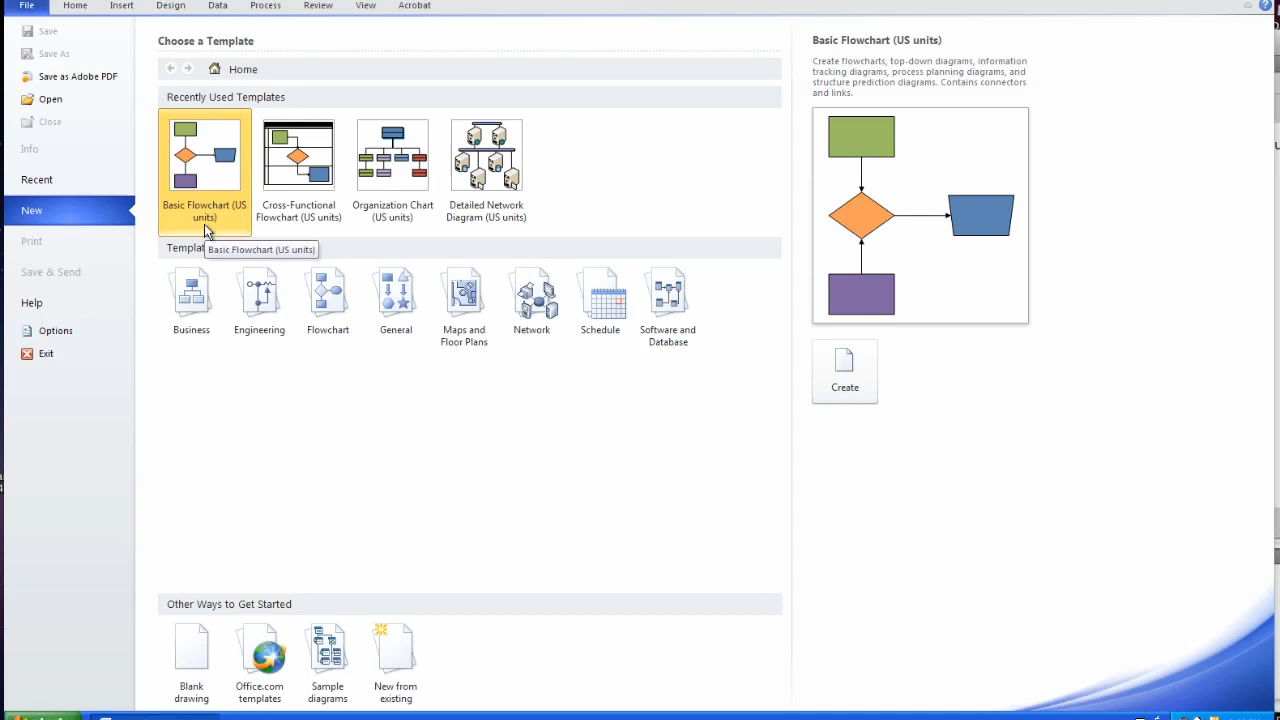 File Home Insert Design Data Process Review View Acrobat
Save
Save As
Save as Adobe PDF
Open
Close
Info
Recent
New
Print
Save & Send
Help
Options
Exit
Choose a Template
Home
Recently Used Templates
Basic Flowchart (US
units)
Cross-Functional
Flowchart (US units)
Organization Chart
(US units)
Detailed Network
Diagram (US units)
Templat
Basic Flowchart (US units)
Business
Engineering
Flowchart
General
Maps and
Floor Plans
Network
Schedule
Software and
Database
Other Ways to Get Started
Blank
drawing
Office.com
templates
Sample
diagrams
New from
existing
Basic Flowchart (US units)
Create flowcharts, top-down diagrams, information
tracking diagrams, process planning diagrams, and
structure prediction diagrams. Contains connectors
and links.
Create